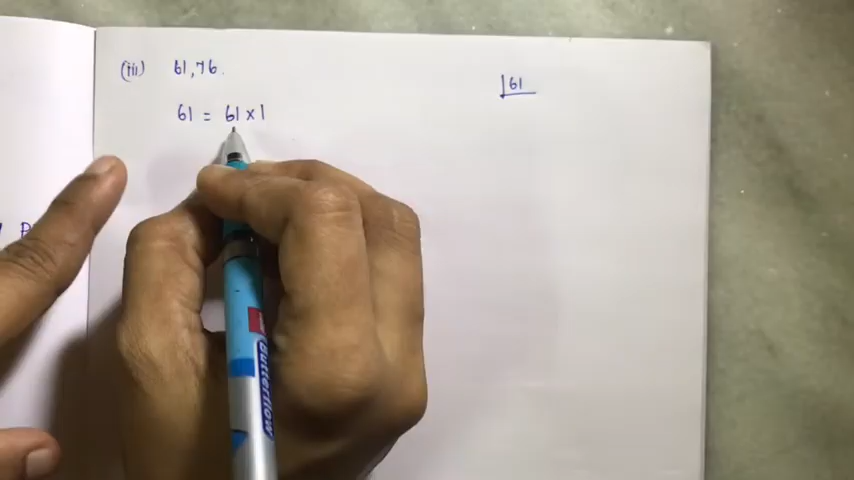 (iii) 61,76.
61
61 = 61 x 1
Butterflow